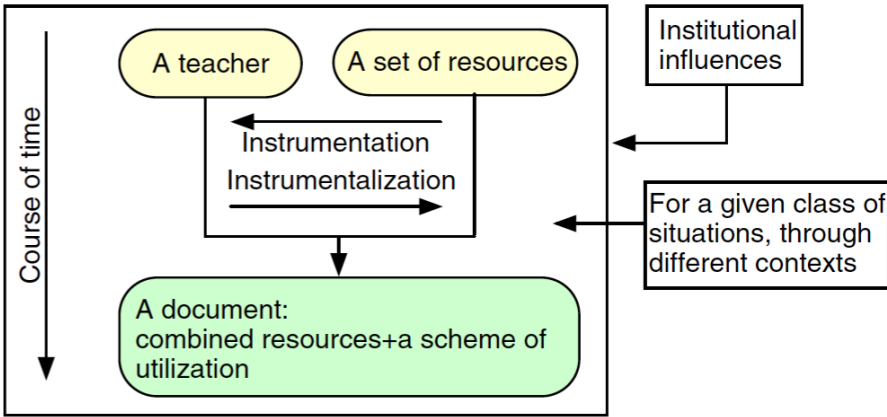 Course of time
A teacher
A set of resources
Instrumentation
Instrumentalization
A document:
combined resources+a scheme of
utilization
Institutional
influences
For a given class of
situations, through
different contexts